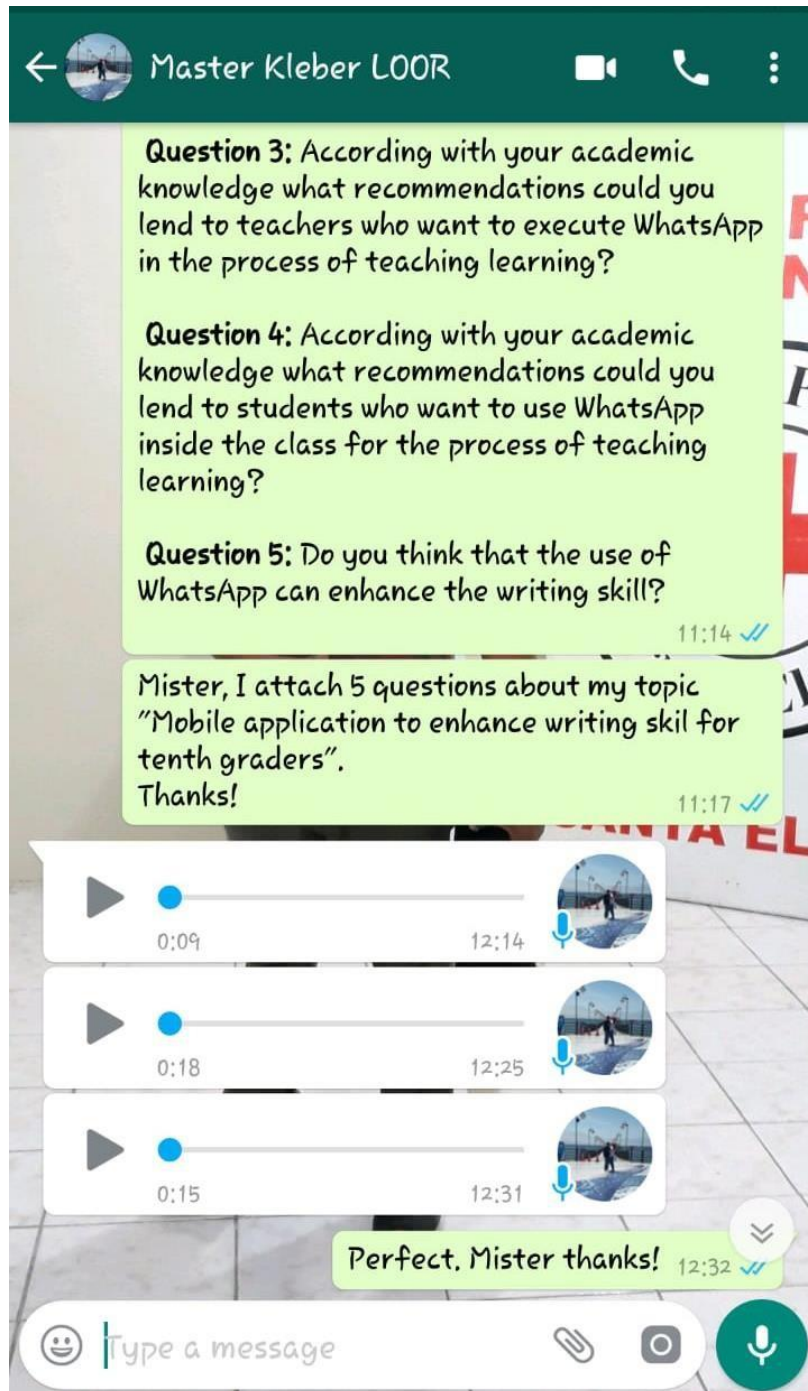 Master Kleber LOOR
Question 3: According with your academic
knowledge what recommendations could you
lend to teachers who want to execute WhatsApp
in the process of teaching learning?
Question 4: According with your academic
knowledge what recommendations could you
lend to students who want to use WhatsApp
inside the class for the process of teaching
learning?
Question 5: Do you think that the use of
WhatsApp can enhance the writing skill?
11:14
Mister, I attach 5 questions about my topic
"Mobile application to enhance writing skil for
tenth graders".
Thanks!
11:17
0:09 12:14
0:18 12:25
0:15 12:31
Perfect. Mister thanks! 12:32
Type a message